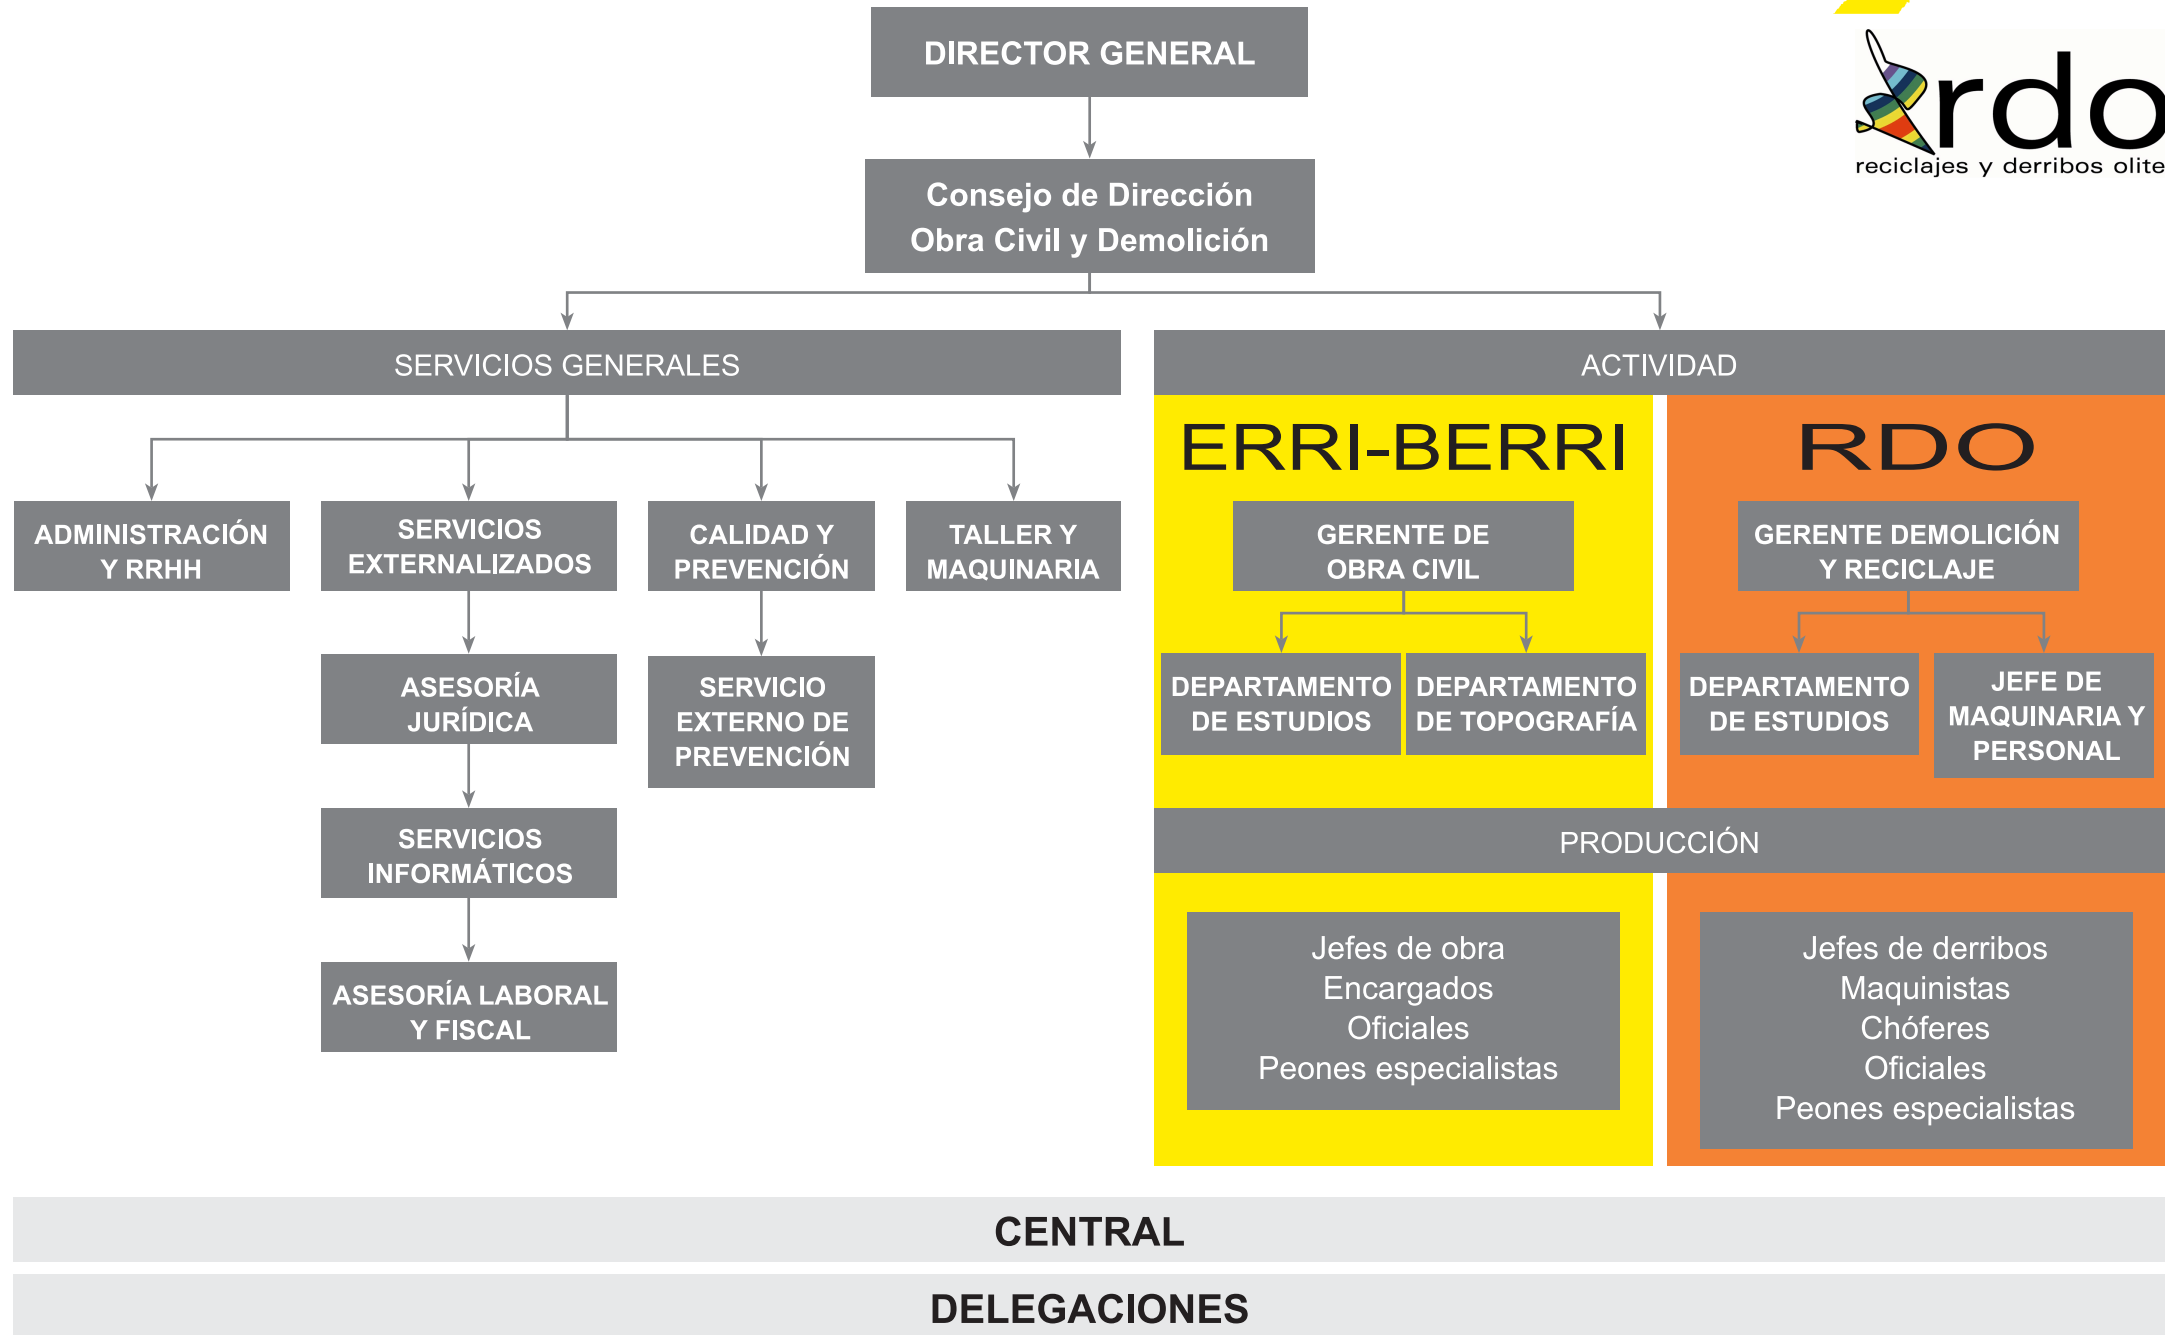 DIRECTOR GENERAL
rdo
reciclajes y derribos olite
Consejo de Dirección
Obra Civil y Demolición
SERVICIOS GENERALES
ADMINISTRACIÓN
Y RRHH
SERVICIOS
EXTERNALIZADOS
CALIDAD Y
PREVENCIÓN
TALLER Y
MAQUINARIA
ASESORÍA
JURÍDICA
SERVICIO
EXTERNO DE
PREVENCIÓN
SERVICIOS
INFORMÁTICOS
ASESORÍA LABORAL
Y FISCAL
ACTIVIDAD
ERRI-BERRI
GERENTE DE
OBRA CIVIL
DEPARTAMENTO
DE ESTUDIOS
DEPARTAMENTO
DE TOPOGRAFÍA
RDO
GERENTE DEMOLICIÓN
Y RECICLAJE
DEPARTAMENTO
DE ESTUDIOS
JEFE DE
MAQUINARIA Y
PERSONAL
PRODUCCIÓN
Jefes de obra
Encargados
Oficiales
Peones especialistas
Jefes de derribos
Maquinistas
Chóferes
Oficiales
Peones especialistas
CENTRAL
DELEGACIONES